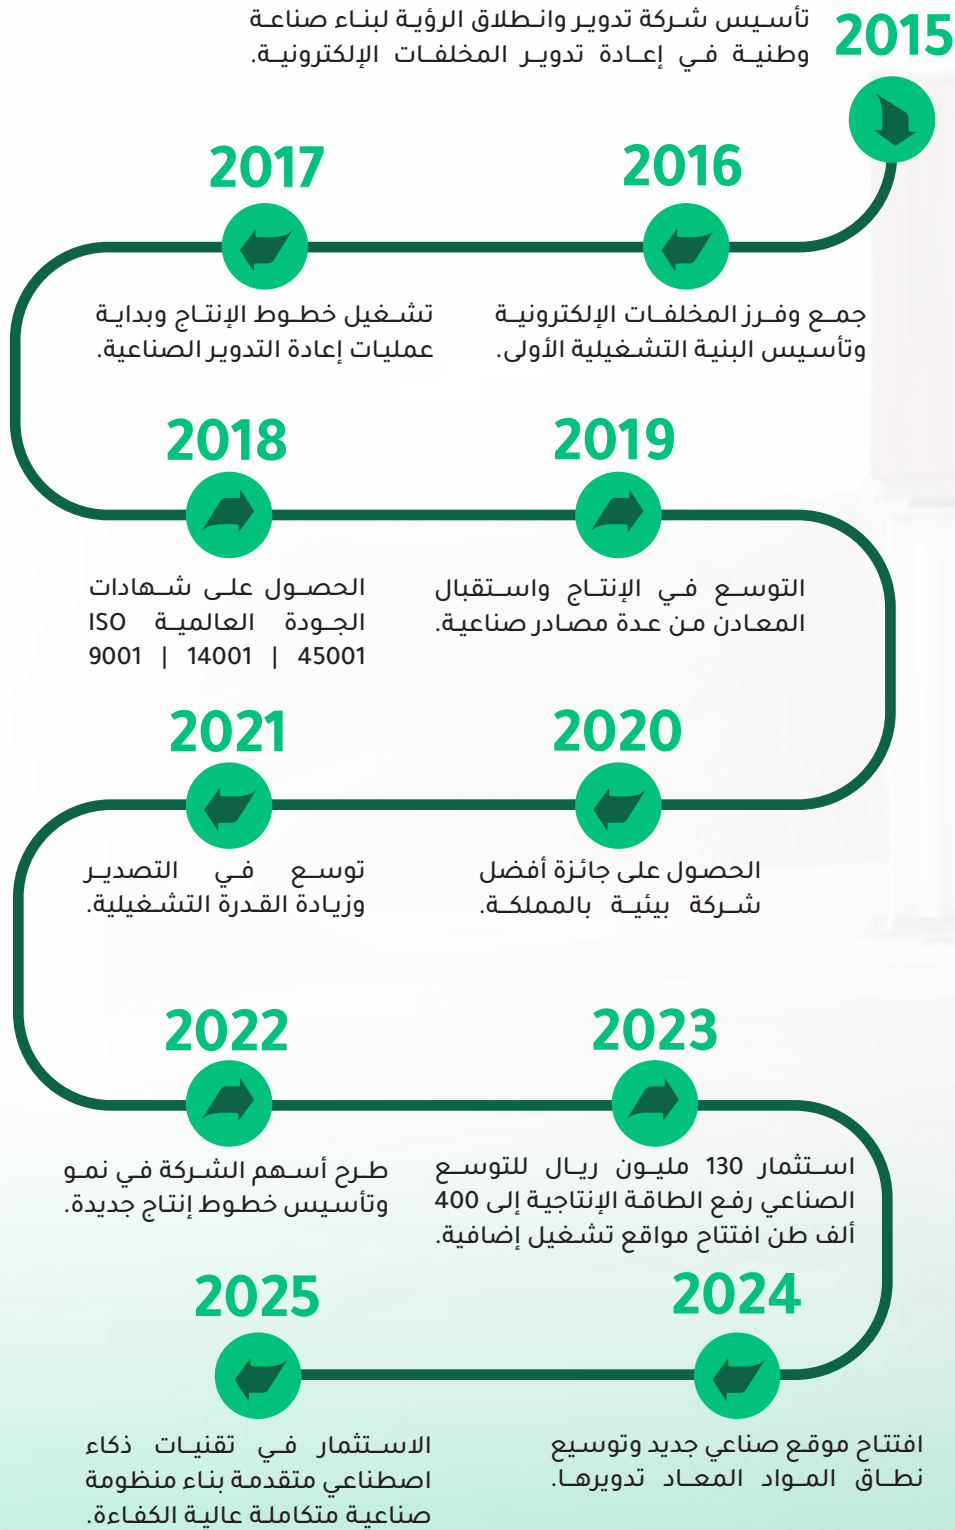 2015
تأسيس شركة تدوير وانطلاق الرؤية لبناء صناعة
وطنية في إعادة تدوير المخلفات الإلكترونية.
2016
جمع وفرز المخلفات الإلكترونية
وتأسيس البنية التشغيلية الأولى.
2017
تشغيل خطوط الإنتاج وبداية
عمليات إعادة التدوير الصناعية.
2018
الحصول على شهادات
الجودة العالمية ISO
9001 | 14001 | 45001
2019
التوسع في الإنتاج واستقبال
المعادن من عدة مصادر صناعية.
2020
الحصول على جائزة أفضل
شركة بيئية بالمملكة.
2021
توسع في التصدير
وزيادة القدرة التشغيلية.
2022
طرح أسهم الشركة في نمو
وتأسيس خطوط إنتاج جديدة.
2023
استثمار 130 مليون ريال للتوسع
الصناعي رفع الطاقة الإنتاجية إلى 400
ألف طن افتتاح مواقع تشغيل إضافية.
2024
افتتاح موقع صناعي جديد وتوسيع
نطاق المواد المعاد تدويرها.
2025
الاستثمار في تقنيات ذكاء
اصطناعي متقدمة بناء منظومة
صناعية متكاملة عالية الكفاءة.